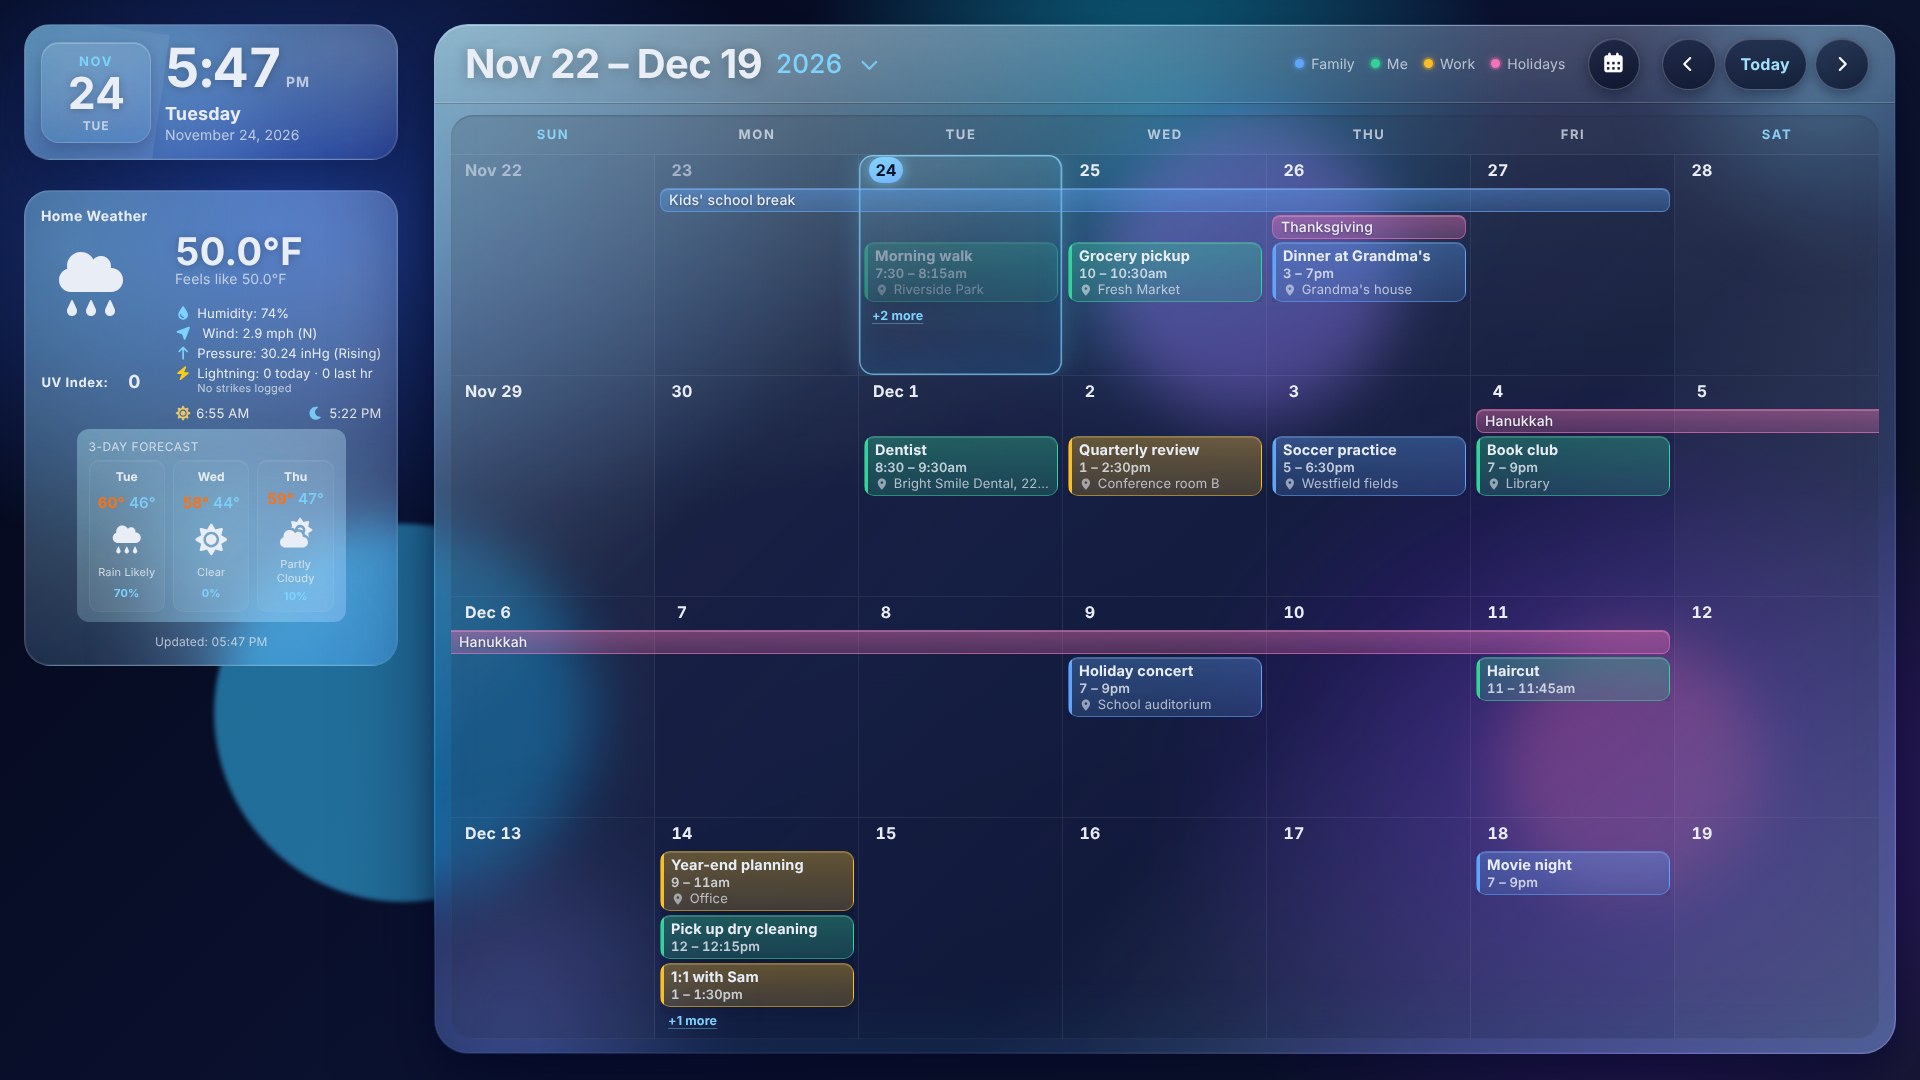 NOV
24
TUE
5:47 PM
Tuesday
November 24, 2026
Home Weather
50.0°F
Feels like 50.0°F
Humidity: 74%
Wind: 2.9 mph (N)
Pressure: 30.24 inHg (Rising)
Lightning: 0 today · 0 last hr
No strikes logged
UV Index: 0
6:55 AM 5:22 PM
3-DAY FORECAST
Tue Wed Thu
60° 46° 58° 44° 59° 47°
Rain Likely Clear Partly Cloudy
70% 0% 10%
Updated: 05:47 PM
Nov 22 – Dec 19 2026
Family Me Work Holidays
Today
SUN MON TUE WED THU FRI SAT
Nov 22 23 24 25 26 27 28
Kids' school break
Thanksgiving
Morning walk
7:30 – 8:15am
Riverside Park
+2 more
Grocery pickup
10 – 10:30am
Fresh Market
Dinner at Grandma's
3 – 7pm
Grandma's house
Nov 29 30 Dec 1 2 3 4 5
Hanukkah
Dentist
8:30 – 9:30am
Bright Smile Dental, 22...
Quarterly review
1 – 2:30pm
Conference room B
Soccer practice
5 – 6:30pm
Westfield fields
Book club
7 – 9pm
Library
Dec 6 7 8 9 10 11 12
Hanukkah
Holiday concert
7 – 9pm
School auditorium
Haircut
11 – 11:45am
Dec 13 14 15 16 17 18 19
Year-end planning
9 – 11am
Office
Pick up dry cleaning
12 – 12:15pm
1:1 with Sam
1 – 1:30pm
+1 more
Movie night
7 – 9pm